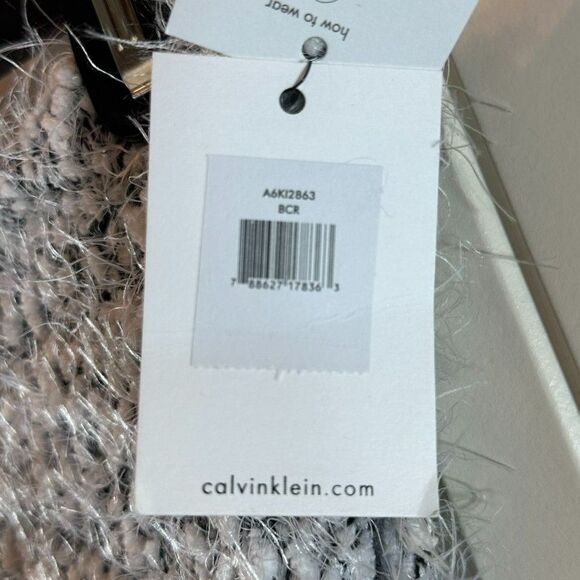 how to wear
A6KI2863
BCR
7 88627 17836 3
calvinklein.com